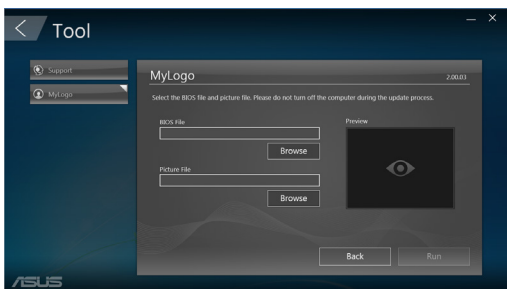 Tool
Support
MyLogo
MyLogo
2.00.03
Select the BIOS file and picture file. Please do not turn off the computer during the update process.
BIOS File
Browse
Picture File
Browse
Preview
Back
Run
ASUS